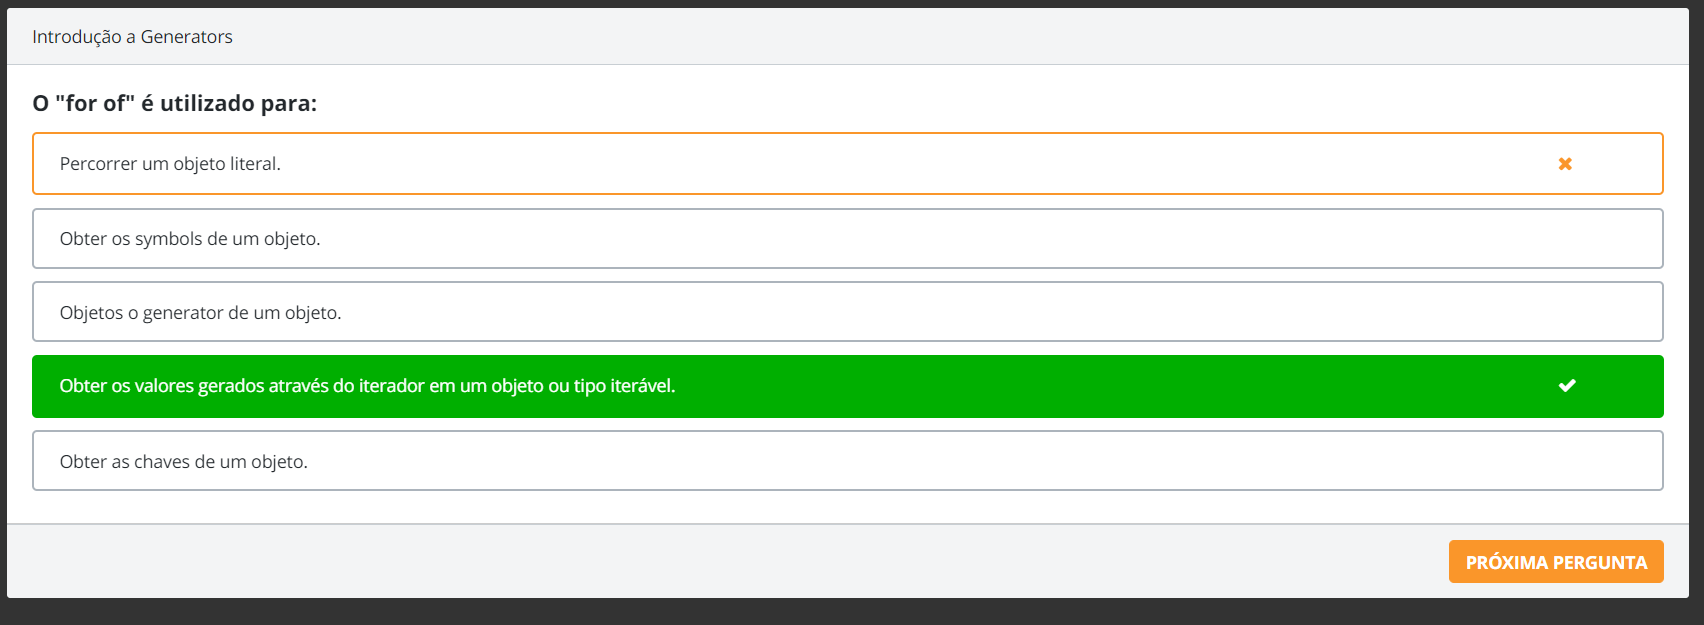 Introdução a Generators
O "for of" é utilizado para:
Percorrer um objeto literal.
Obter os symbols de um objeto.
Objetos o generator de um objeto.
Obter os valores gerados através do iterador em um objeto ou tipo iterável.
Obter as chaves de um objeto.
PRÓXIMA PERGUNTA